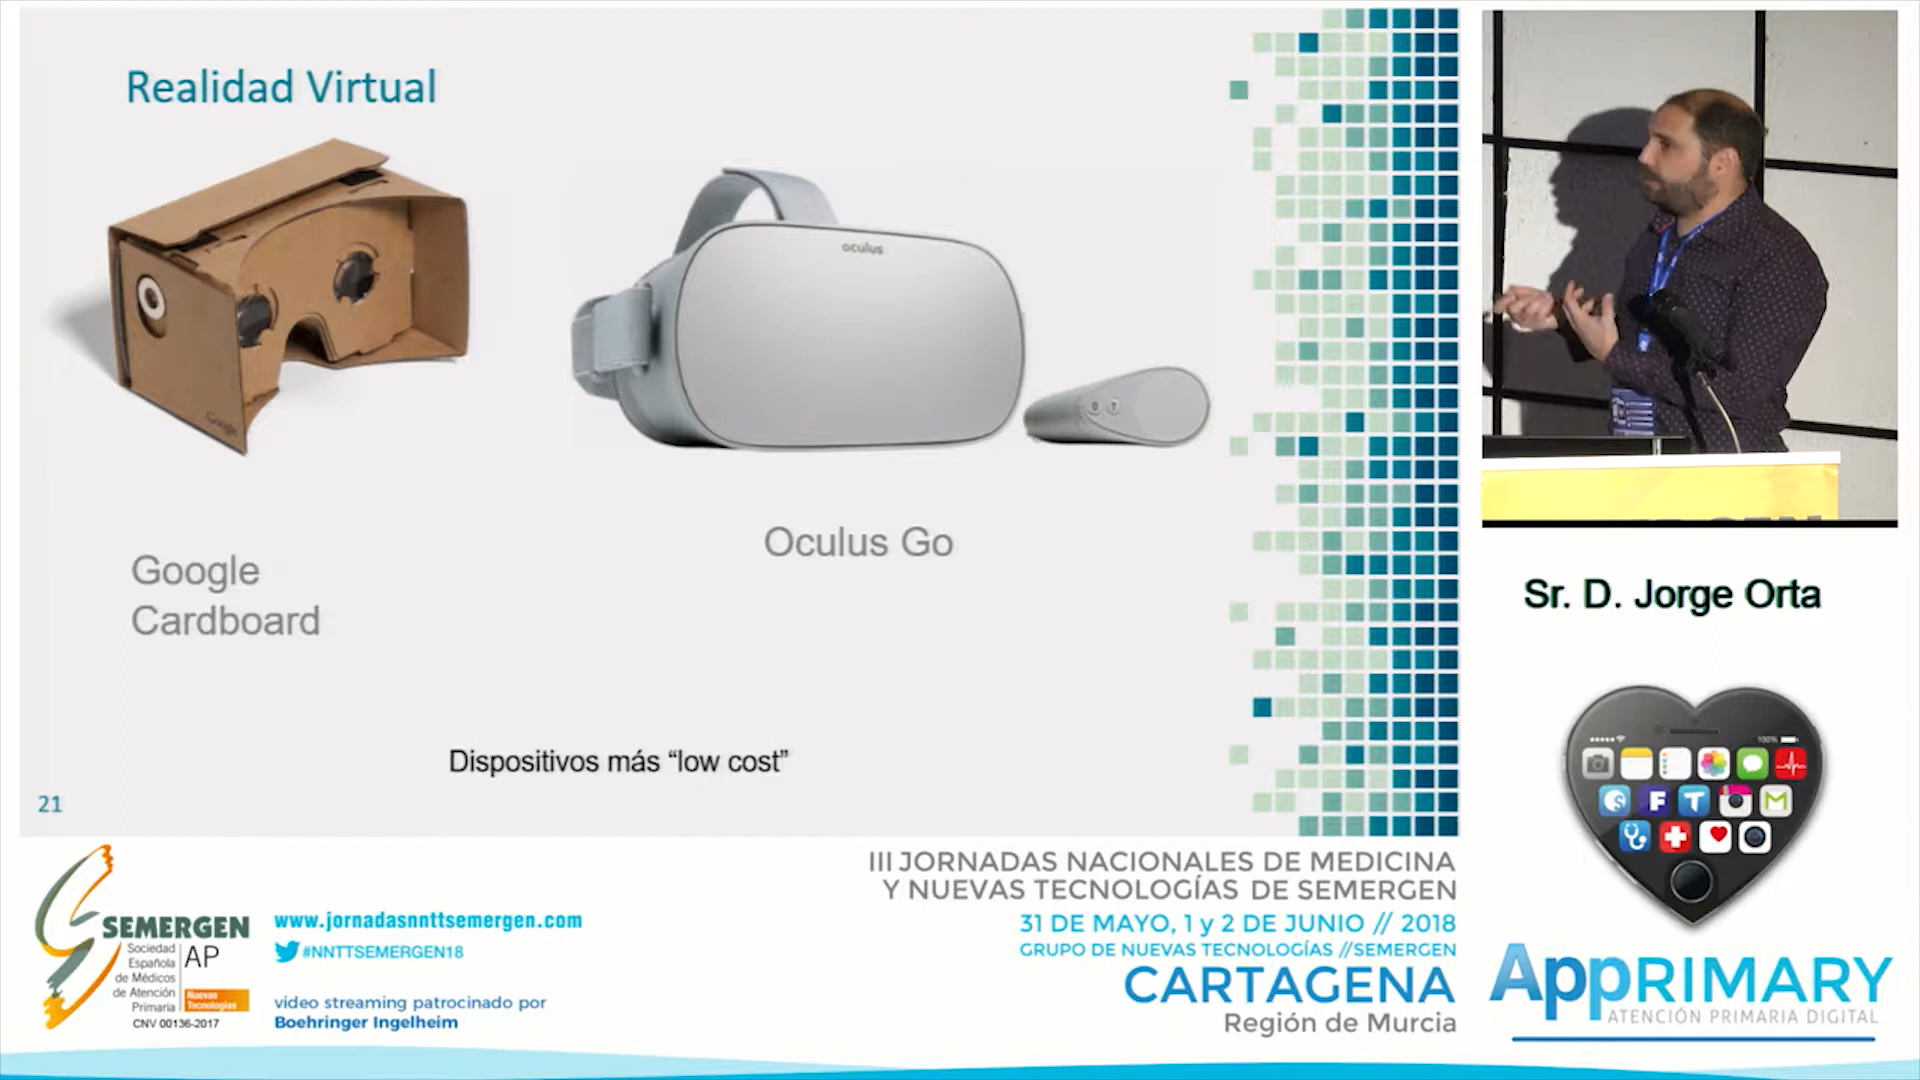 Realidad Virtual
Google
oculus
Oculus Go
Google
Cardboard
Dispositivos más “low cost”
21
Sr. D. Jorge Orta
100%
F
T
M
SEMERGEN
Sociedad
Española
de Médicos
de Atención
Primaria
AP
Nuevas
Tecnologías
CNV 00136-2017
www.jornadasnnttsemergen.com
#NNTTSEMERGEN18
video streaming patrocinado por
Boehringer Ingelheim
III JORNADAS NACIONALES DE MEDICINA
Y NUEVAS TECNOLOGÍAS DE SEMERGEN
31 DE MAYO, 1 y 2 DE JUNIO // 2018
GRUPO DE NUEVAS TECNOLOGÍAS //SEMERGEN
CARTAGENA
Región de Murcia
AppRIMARY
ATENCIÓN PRIMARIA DIGITAL